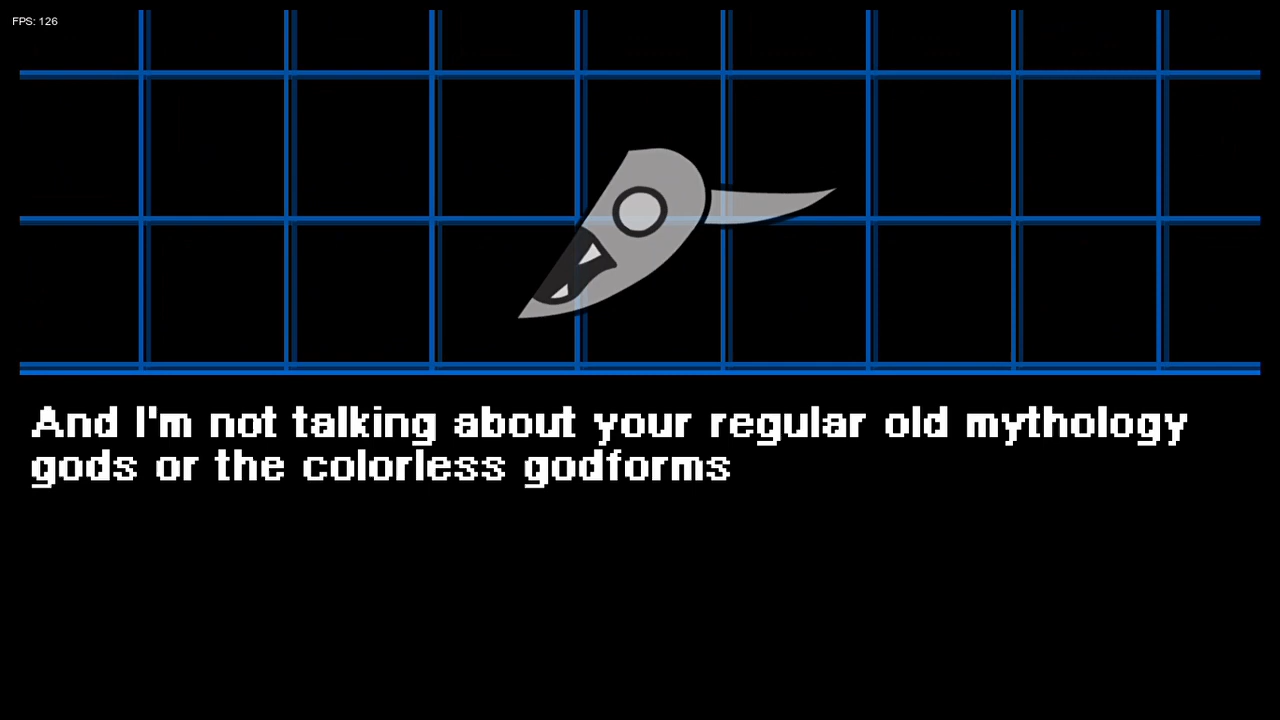 FPS: 126
And I'm not talking about your regular old mythology
gods or the colorless godforms